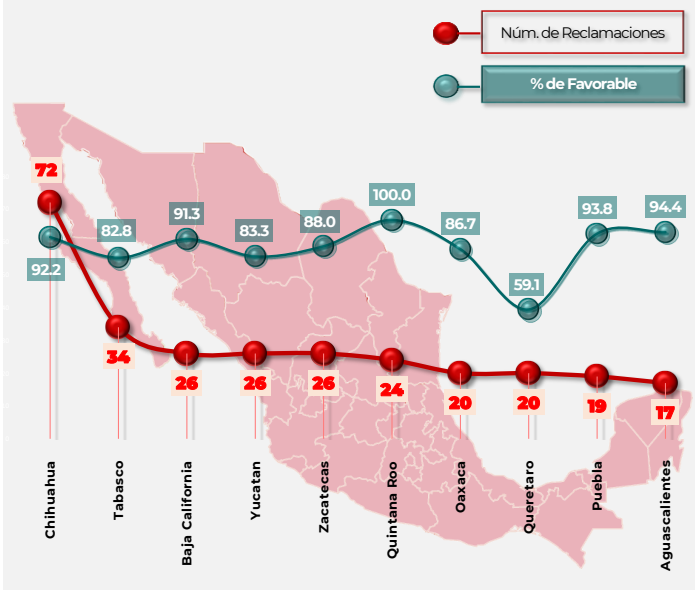 Núm. de Reclamaciones
% de Favorable
72
92.2
34
82.8
26
91.3
26
83.3
26
88.0
24
100.0
20
86.7
20
59.1
19
93.8
17
94.4
Chihuahua
Tabasco
Baja California
Yucatan
Zacatecas
Quintana Roo
Oaxaca
Queretaro
Puebla
Aguascalientes